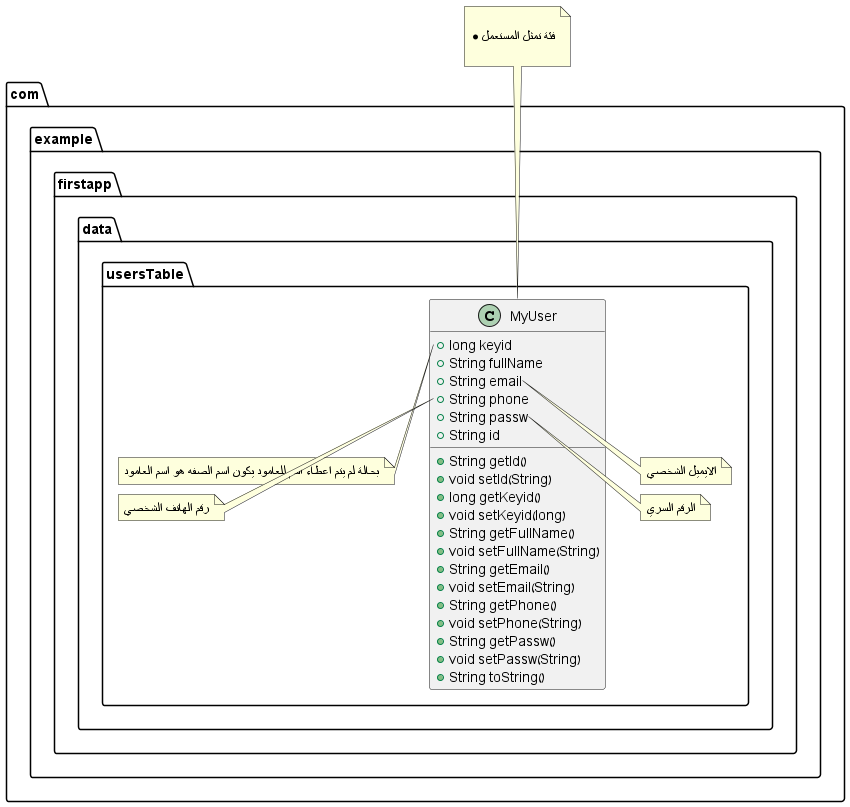 فئة تمثل المستعمل •
com
example
firstapp
data
usersTable
C MyUser
long keyid
String fullName
String email
String phone
String passw
String id
بحالة لم يتم اعطاء اسم للعامود يكون اسم الصفه هو اسم العامود
رقم الهاتف الشخصي
الايميل الشخصي
الرقم السري
String getId()
void setId(String)
long getKeyid()
void setKeyid(long)
String getFullName()
void setFullName(String)
String getEmail()
void setEmail(String)
String getPhone()
void setPhone(String)
String getPassw()
void setPassw(String)
String toString()